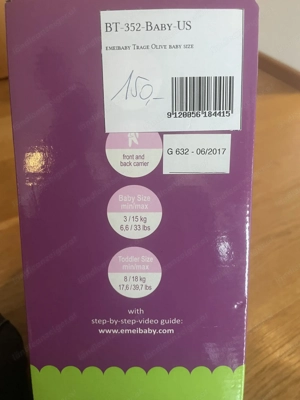 BT-352-BABY-US
EMEIBABY TRAGE OLIVE BABY SIZE
150,-
9120056184415
front and
back carrier
G 632 - 06/2017
Baby Size
min/max
3 / 15 kg
6,6 / 33 lbs
Toddler Size
min/max
8 / 18 kg
17,6 / 39,7 lbs
with
step-by-step-video guide:
www.emeibaby.com